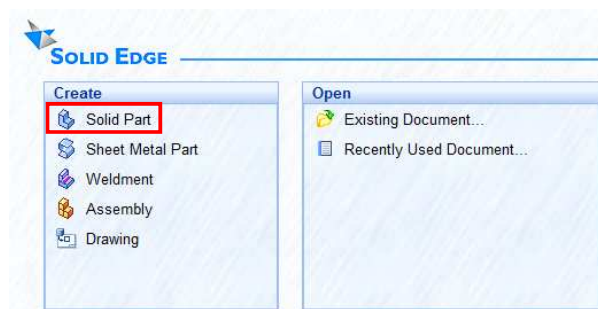 SOLID EDGE
Create
Solid Part
Sheet Metal Part
Weldment
Assembly
Drawing
Open
Existing Document...
Recently Used Document...